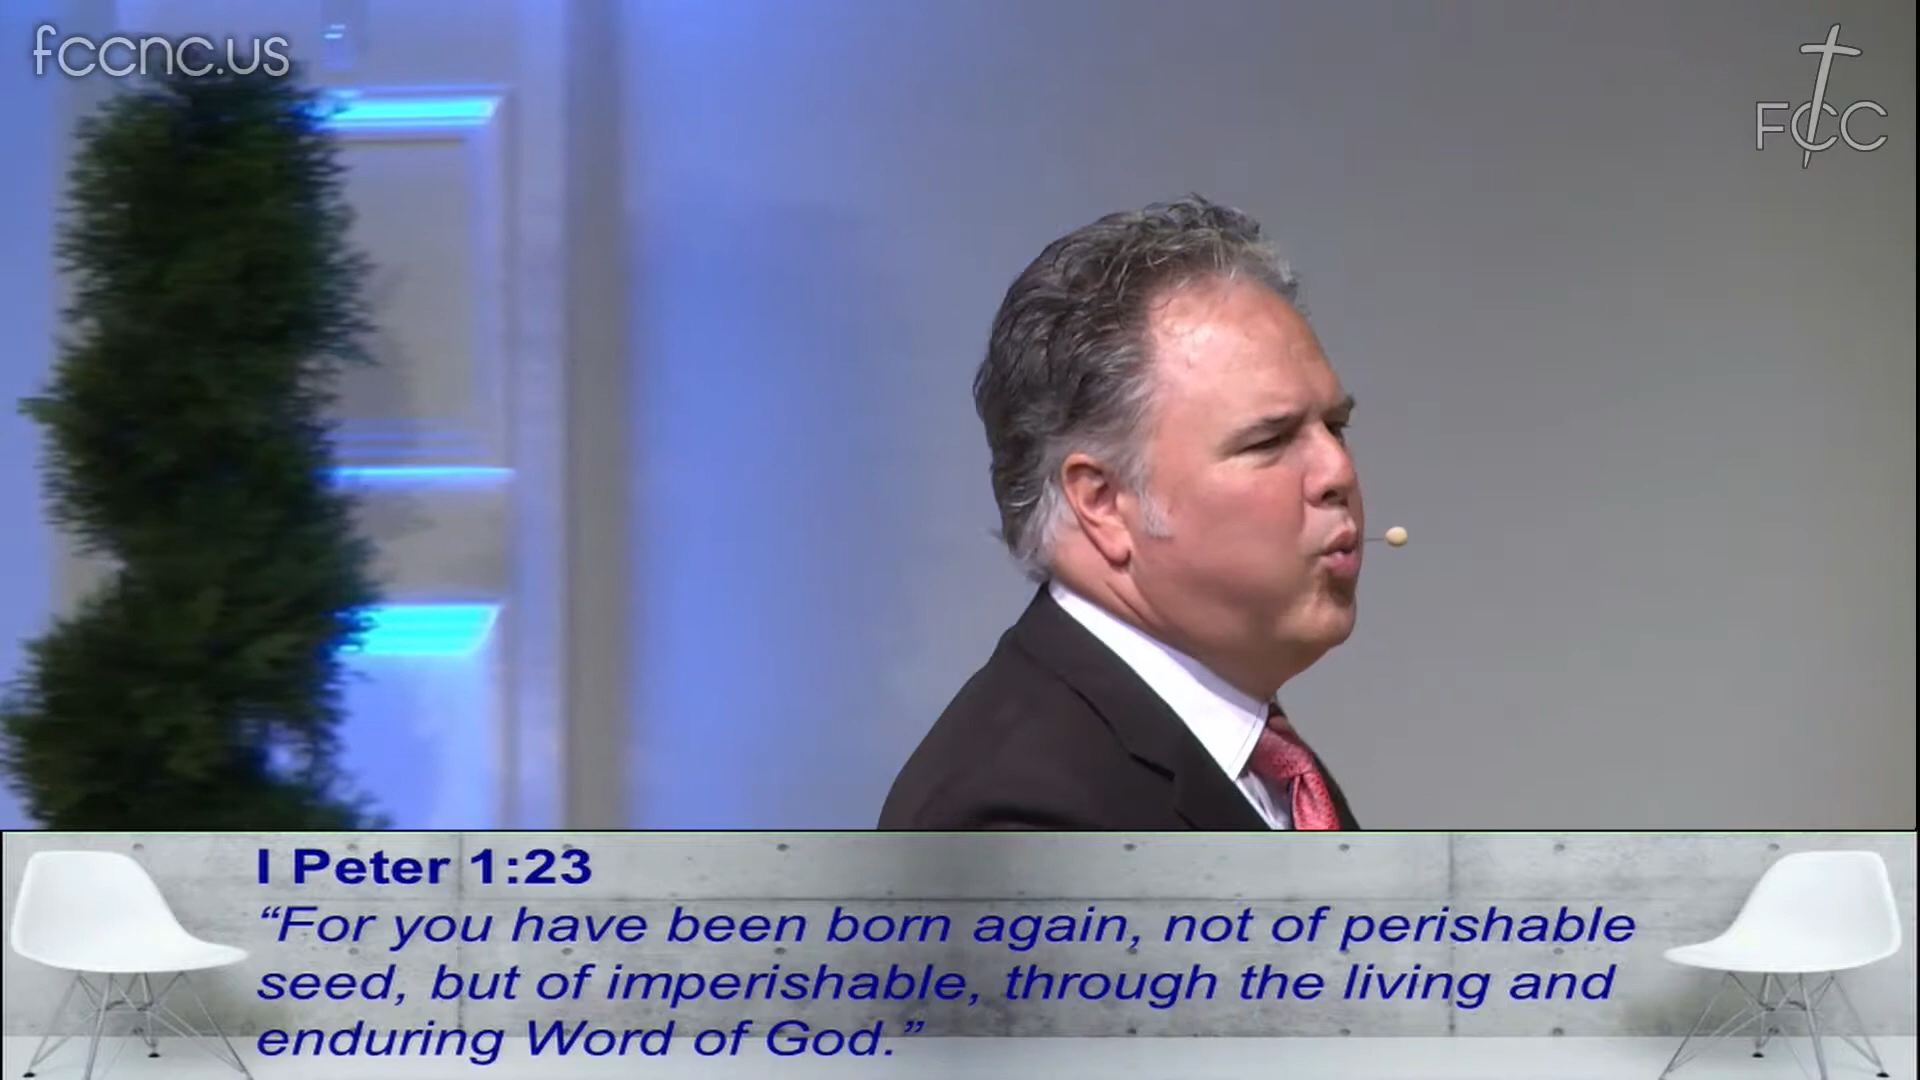 fccnc.us
FCC
I Peter 1:23
“For you have been born again, not of perishable
seed, but of imperishable, through the living and
enduring Word of God.”